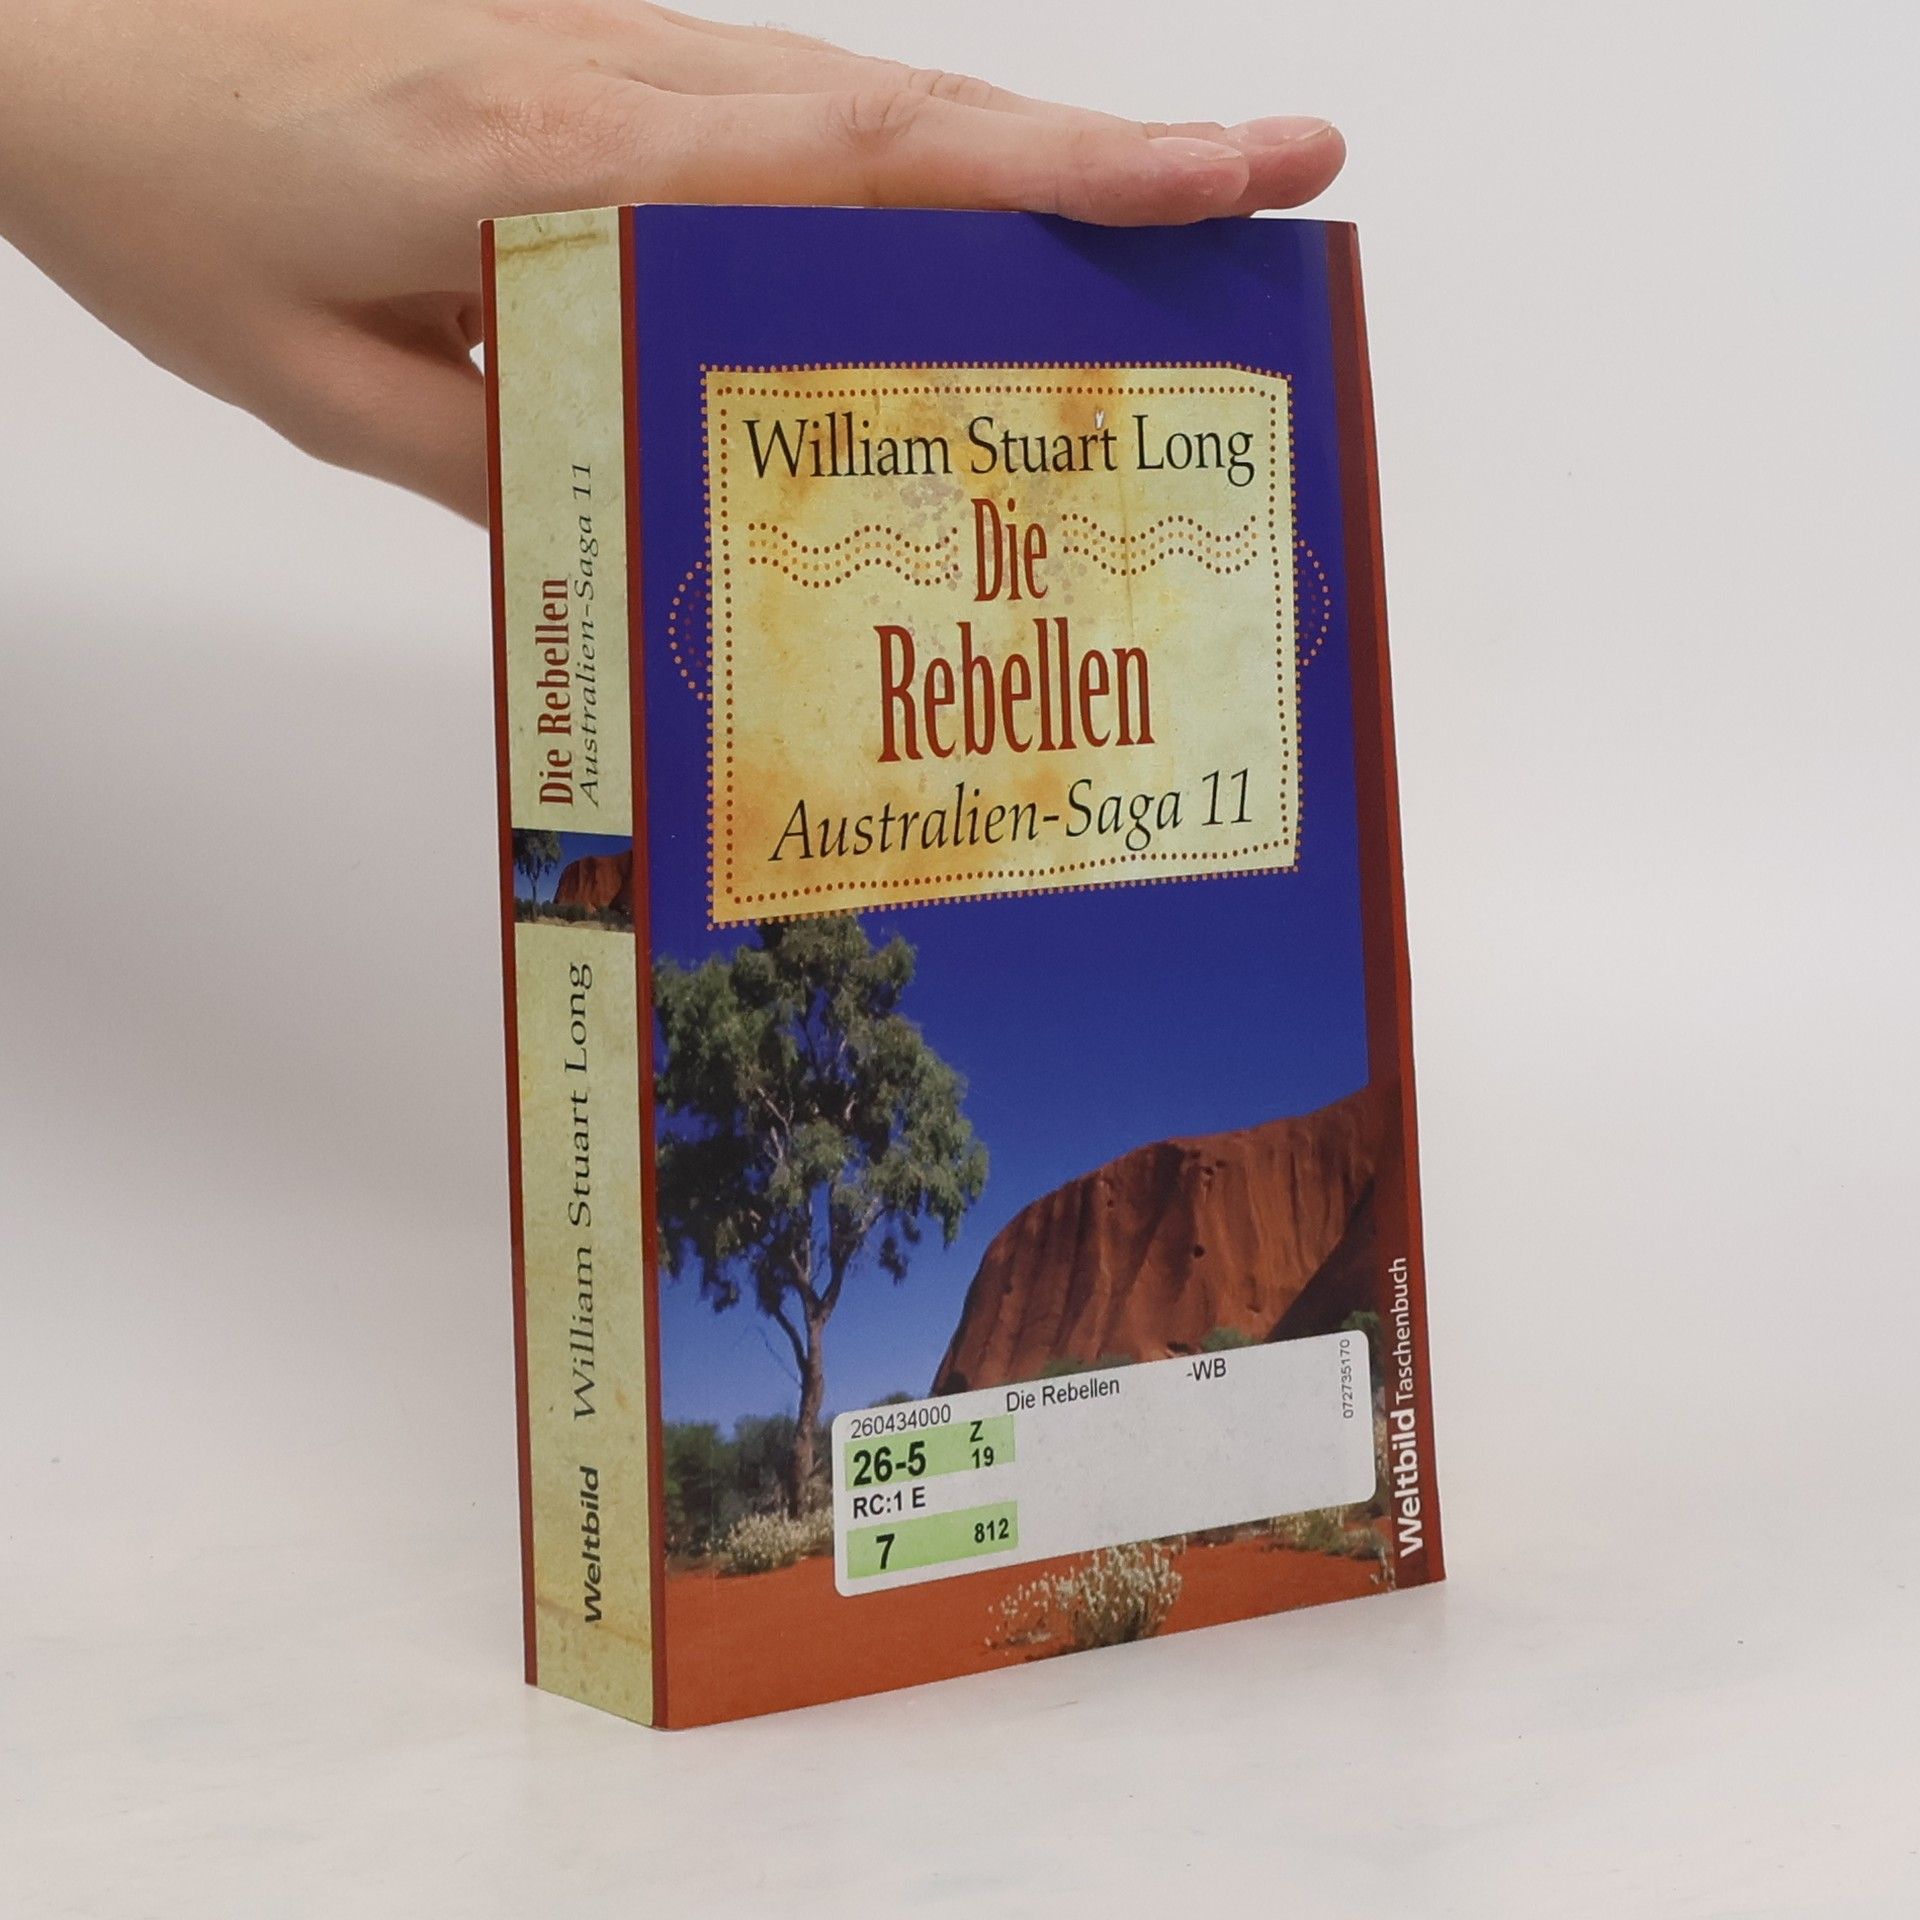 William Stuart Long
Die
Rebellen
Australien-Saga 11
Die Rebellen
Australien-Saga 11
William Stuart Long
Weltbild
Weltbild Taschenbuch
260434000 Die Rebellen -WB
26-5 Z 19
RC:1 E
7 812
072735170